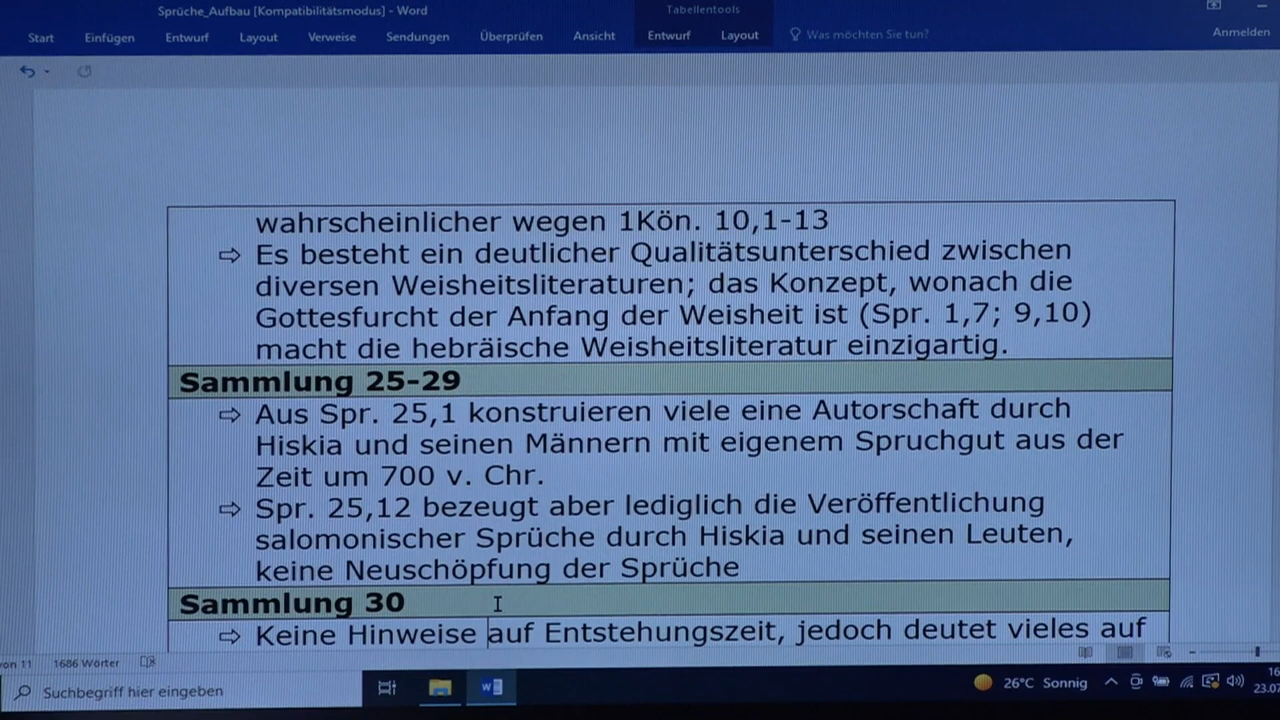 Sprüche_Aufbau [Kompatibilitätsmodus] - Word
Tabellentools
Start Einfügen Entwurf Layout Verweise Sendungen Überprüfen Ansicht Entwurf Layout Was möchten Sie tun? Anmelden
wahrscheinlicher wegen 1Kön. 10,1-13
⇨ Es besteht ein deutlicher Qualitätsunterschied zwischen
diversen Weisheitsliteraturen; das Konzept, wonach die
Gottesfurcht der Anfang der Weisheit ist (Spr. 1,7; 9,10)
macht die hebräische Weisheitsliteratur einzigartig.
Sammlung 25-29
⇨ Aus Spr. 25,1 konstruieren viele eine Autorschaft durch
Hiskia und seinen Männern mit eigenem Spruchgut aus der
Zeit um 700 v. Chr.
⇨ Spr. 25,12 bezeugt aber lediglich die Veröffentlichung
salomonischer Sprüche durch Hiskia und seinen Leuten,
keine Neuschöpfung der Sprüche
Sammlung 30
⇨ Keine Hinweise auf Entstehungszeit, jedoch deutet vieles auf
von 11 1686 Wörter
Suchbegriff hier eingeben
26°C Sonnig
16
23.07